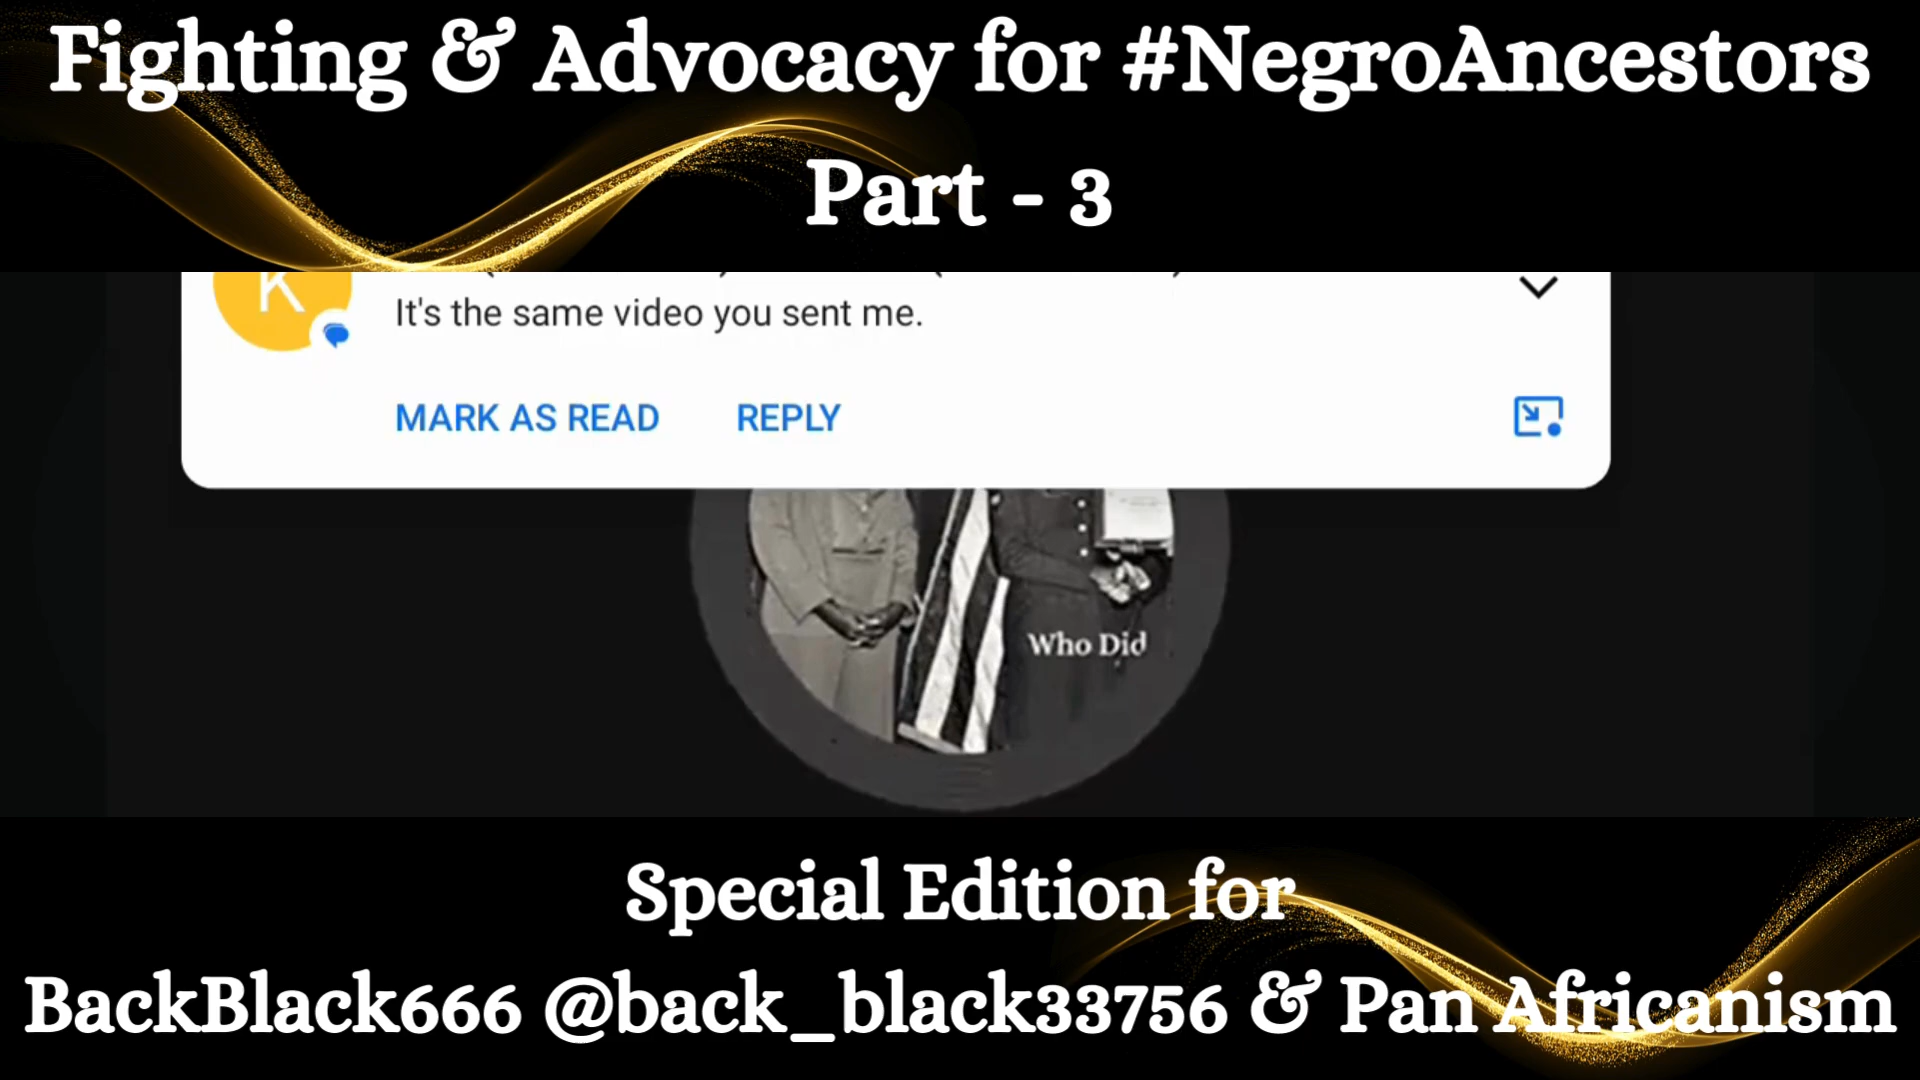 Fighting & Advocacy for #NegroAncestors
Part - 3
K
It's the same video you sent me.
MARK AS READ REPLY
Who Did
Special Edition for
BackBlack666 @back_black33756 & Pan Africanism